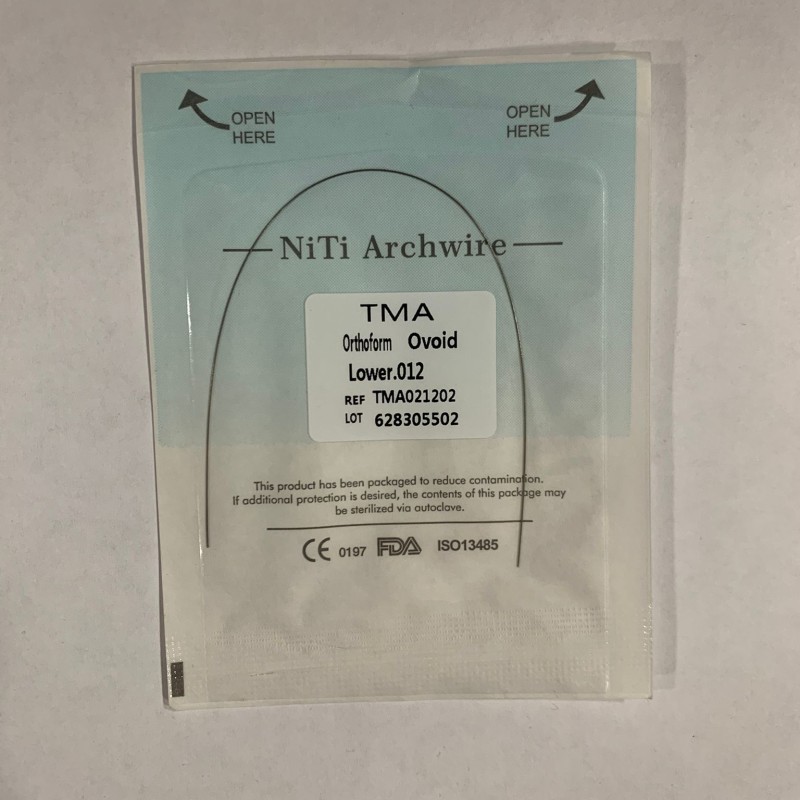 OPEN HERE
OPEN HERE
NiTi Archwire
TMA
Orthoform Ovoid
Lower.012
REF TMA021202
LOT 628305502
This product has been packaged to reduce contamination.
If additional protection is desired, the contents of this package may
be sterilized via autoclave.
CE 0197 FDA ISO13485